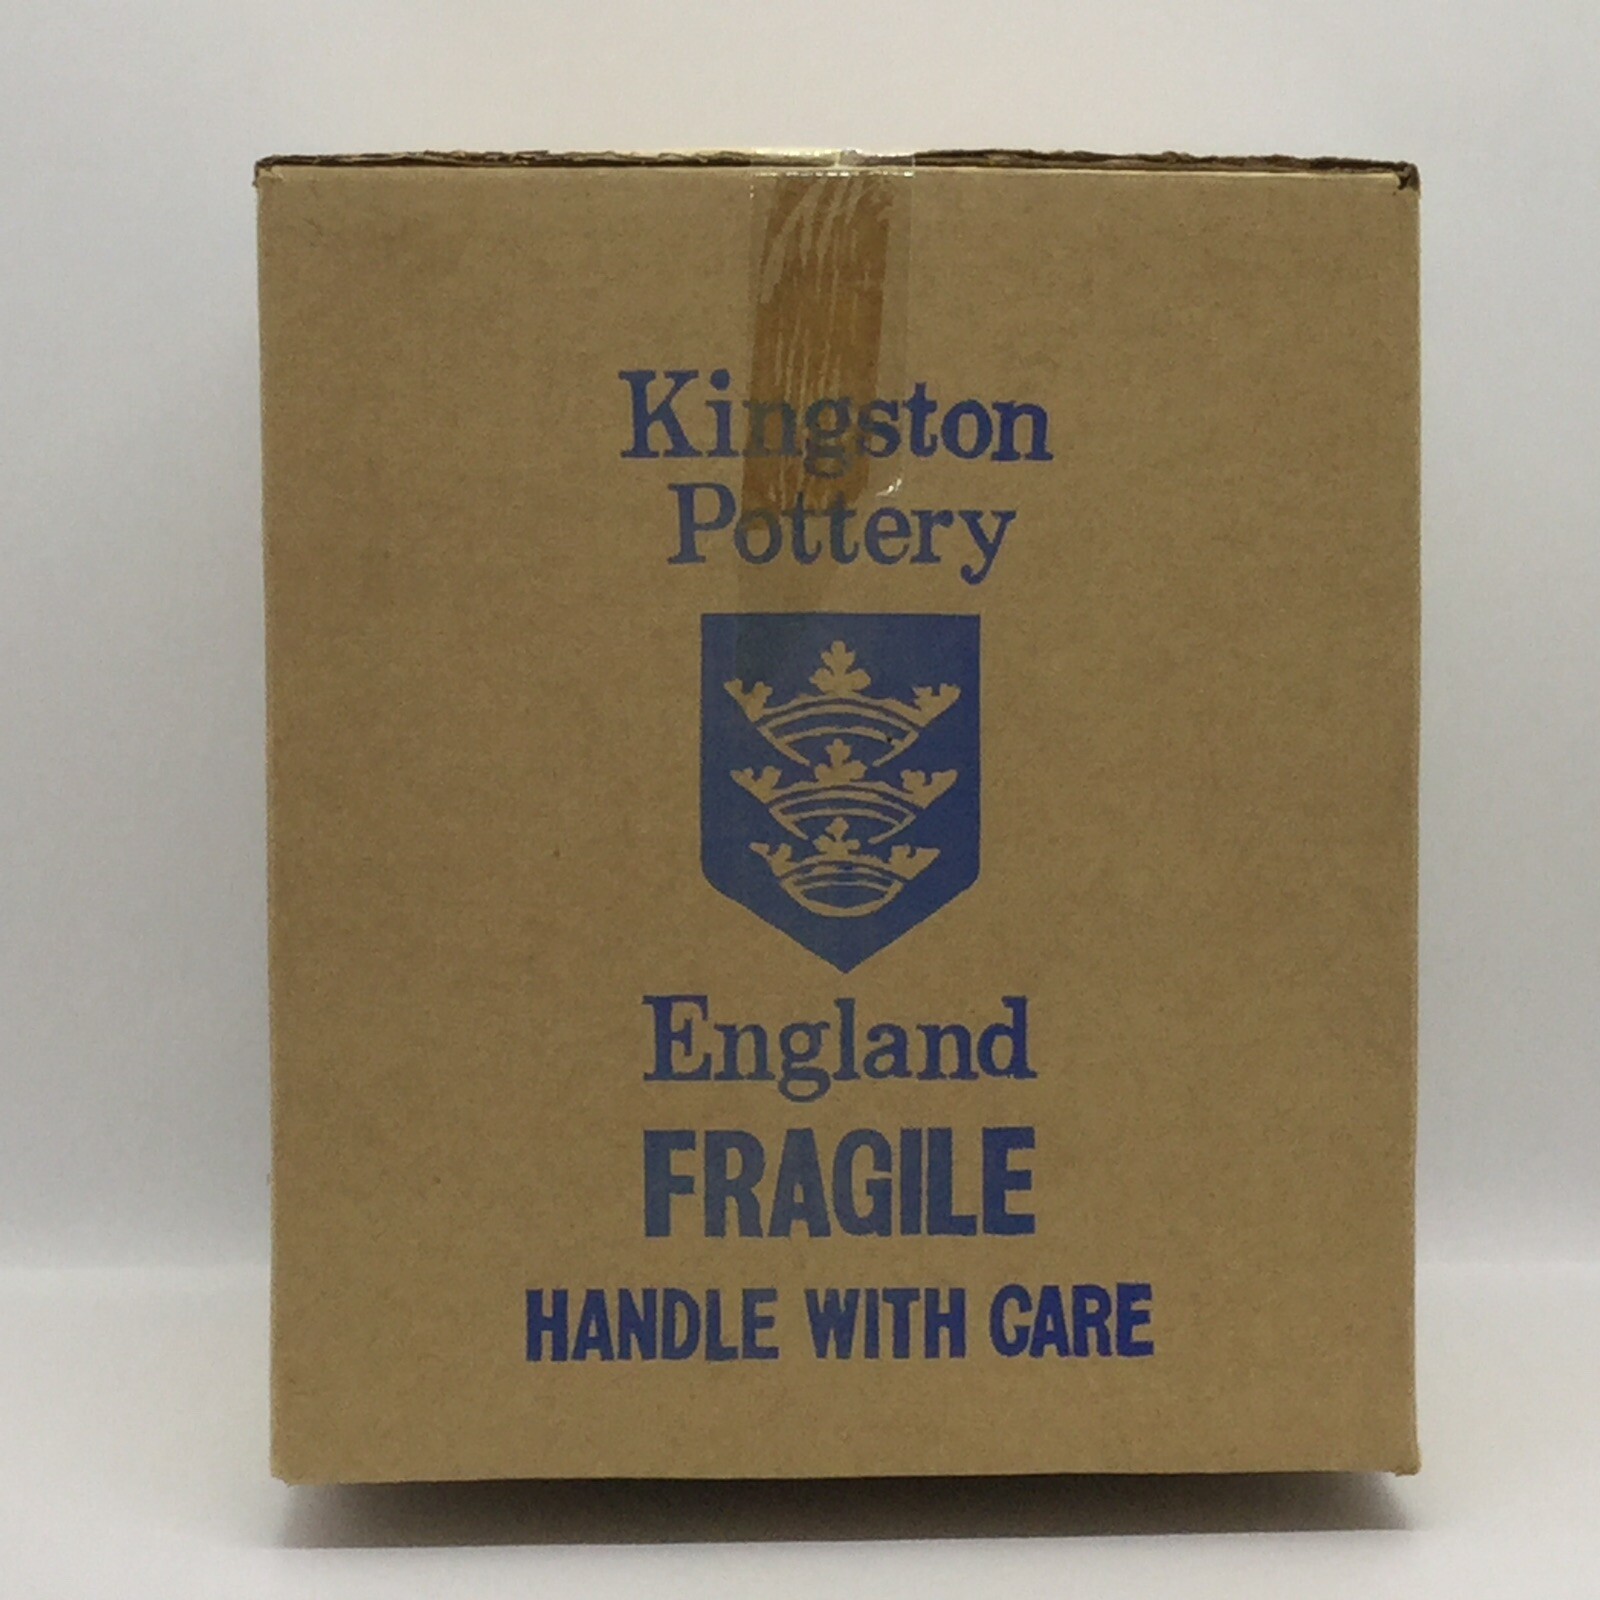 Kingston
Pottery
England
FRAGILE
HANDLE WITH CARE